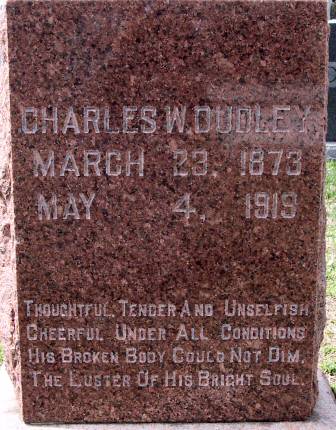 CHARLES W. DUDLEY
MARCH 23, 1873
MAY 4, 1919
THOUGHTFUL, TENDER AND UNSELFISH
CHEERFUL UNDER ALL CONDITIONS
HIS BROKEN BODY COULD NOT DIM,
THE LUSTER OF HIS BRIGHT SOUL.